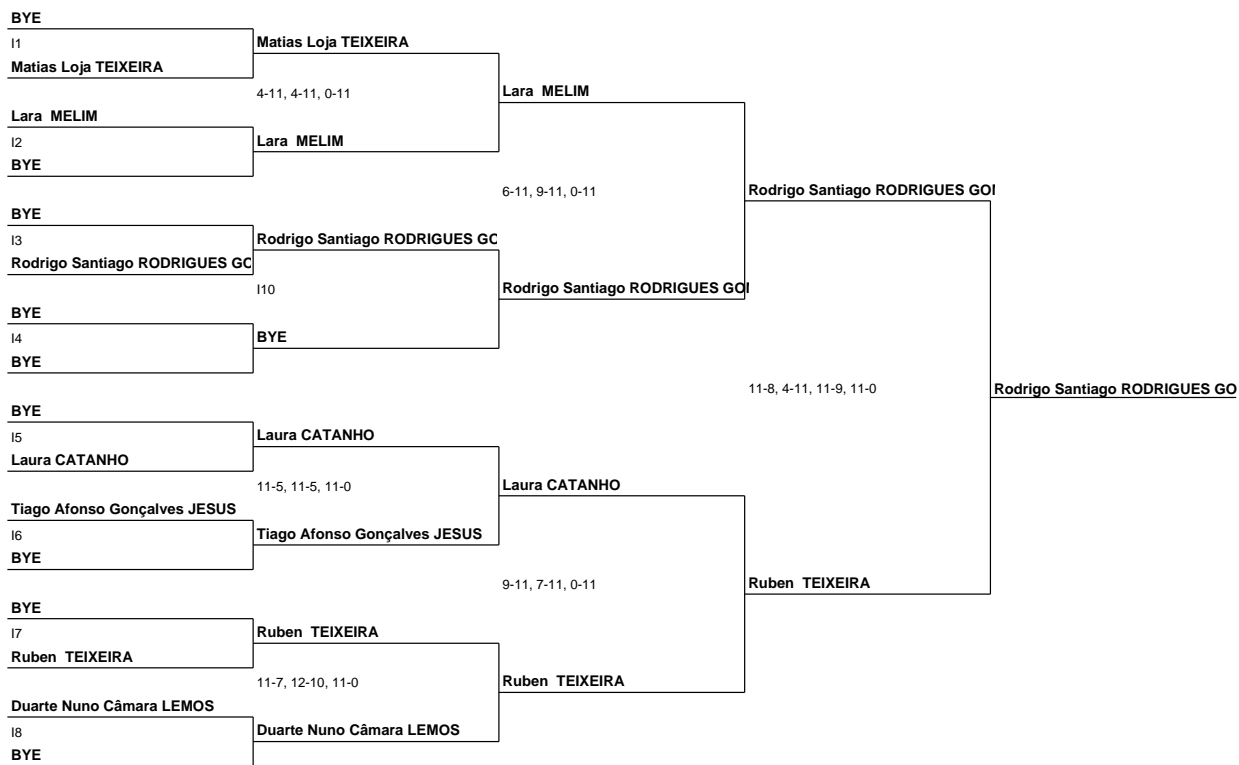 BYE
I1
Matias Loja TEIXEIRA
Matias Loja TEIXEIRA
4-11, 4-11, 0-11
Lara MELIM
Lara MELIM
I2
Lara MELIM
BYE
6-11, 9-11, 0-11
Rodrigo Santiago RODRIGUES GO
BYE
I3
Rodrigo Santiago RODRIGUES GO
Rodrigo Santiago RODRIGUES GO
I10
Rodrigo Santiago RODRIGUES GO
BYE
I4
BYE
BYE
11-8, 4-11, 11-9, 11-0
Rodrigo Santiago RODRIGUES GO
BYE
I5
Laura CATANHO
Laura CATANHO
11-5, 11-5, 11-0
Laura CATANHO
Tiago Afonso Gonçalves JESUS
I6
Tiago Afonso Gonçalves JESUS
BYE
9-11, 7-11, 0-11
Ruben TEIXEIRA
BYE
I7
Ruben TEIXEIRA
Ruben TEIXEIRA
11-7, 12-10, 11-0
Ruben TEIXEIRA
Duarte Nuno Câmara LEMOS
I8
Duarte Nuno Câmara LEMOS
BYE